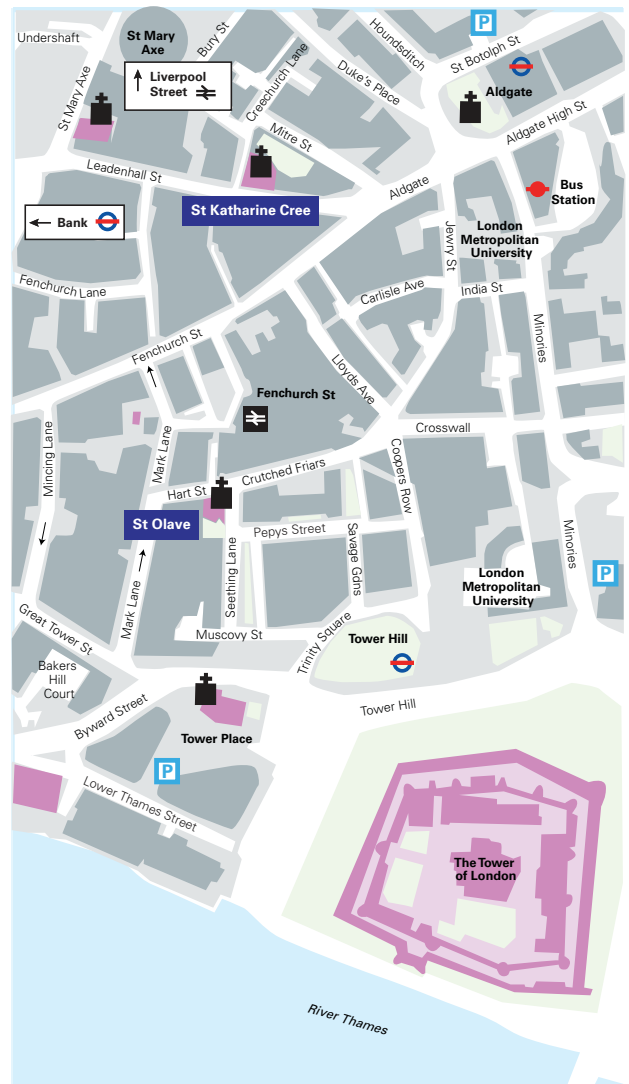 Undershaft
St Mary
Axe
Bury St
Houndsditch
P
St Botolph St
Liverpool
Street
St Mary Axe
Creechurch Lane
Duke's Place
Aldgate
Mitre St
Aldgate High St
Leadenhall St
Aldgate
Bus
Station
St Katharine Cree
Bank
Jewry St
London
Metropolitan
University
Fenchurch Lane
Carlisle Ave
India St
Fenchurch St
Minories
Lloyds Ave
Fenchurch St
Mincing Lane
Mark Lane
Crosswall
Coopers Row
Crutched Friars
Hart St
St Olave
Pepys Street
Savage Gdns
Minories
Seething Lane
P
London
Metropolitan
University
Mark Lane
Great Tower St
Muscovy St
Trinity Square
Tower Hill
Bakers
Hill
Court
Byward Street
Tower Hill
Tower Place
P
Lower Thames Street
The Tower
of London
River Thames